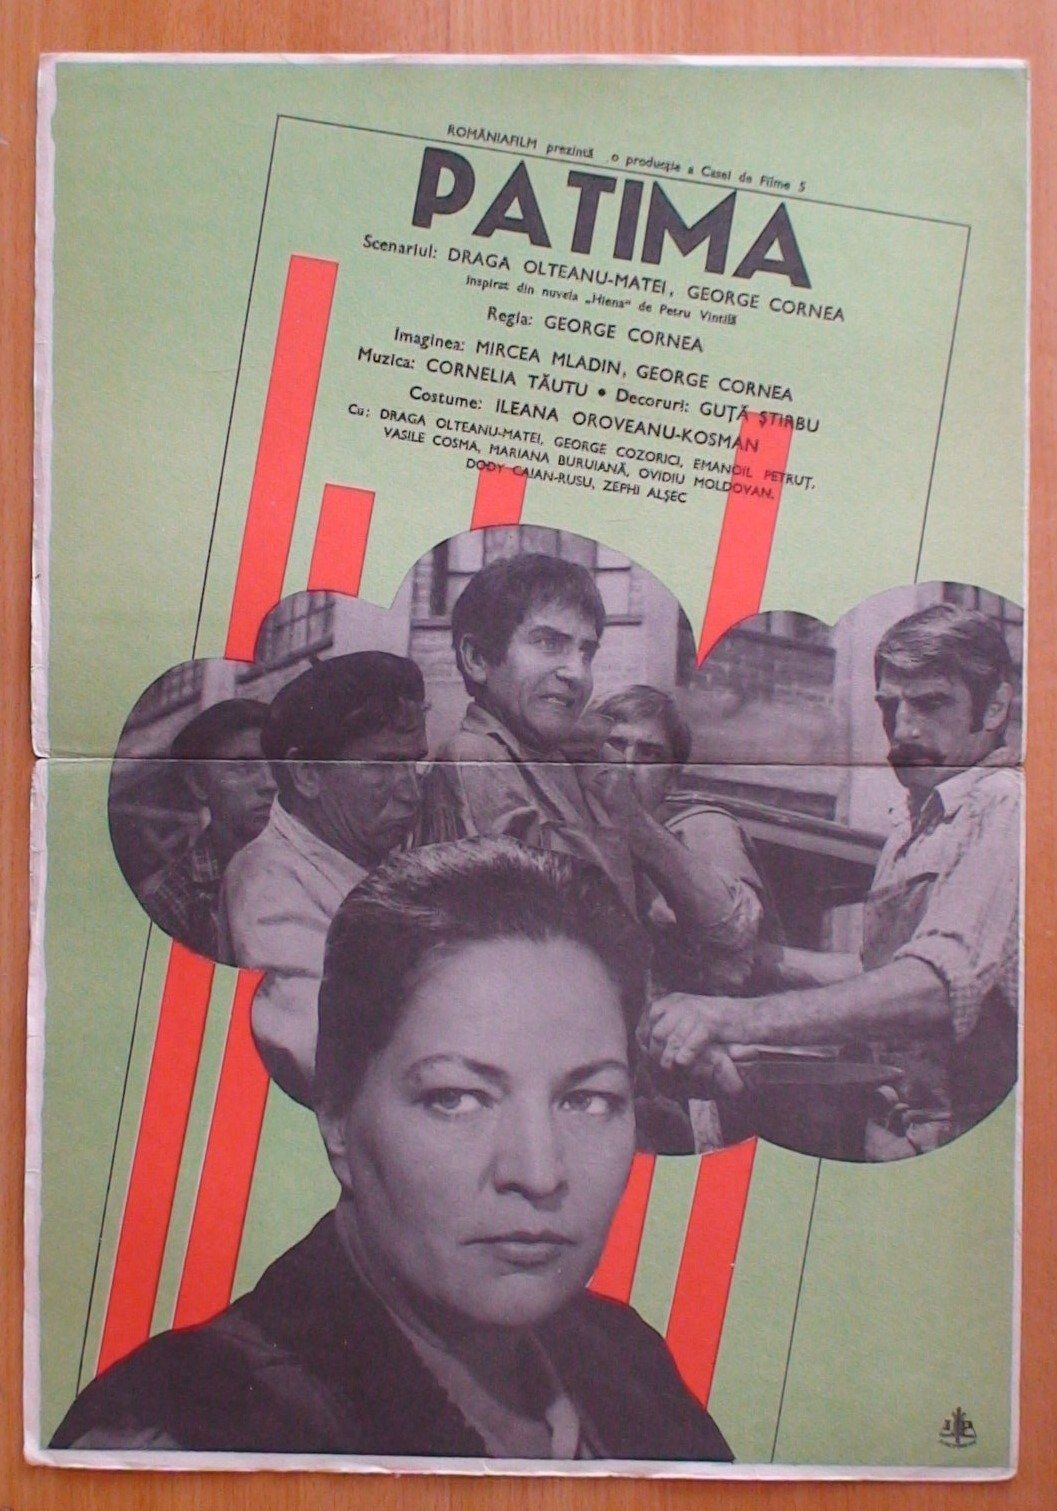 ROMÂNIAFILM prezintă o producție a Casei de Filme 5
PATIMA
Scenariul: DRAGA OLTEANU-MATEI, GEORGE CORNEA
inspirat din nuvela „Hiena" de Petru Vintilă
Regia: GEORGE CORNEA
Imaginea: MIRCEA MLADIN, GEORGE CORNEA
Muzica: CORNELIA TĂUTU • Decoruri: GUȚĂ ȘTIRBU
Costume: ILEANA OROVEANU-KOSMAN
Cu: DRAGA OLTEANU-MATEI, GEORGE COZORICI, EMANOIL PETRUȚ,
VASILE COSMA, MARIANA BURUIANĂ, OVIDIU MOLDOVAN,
DODY CAIAN-RUSU, ZEPHI ALȘEC